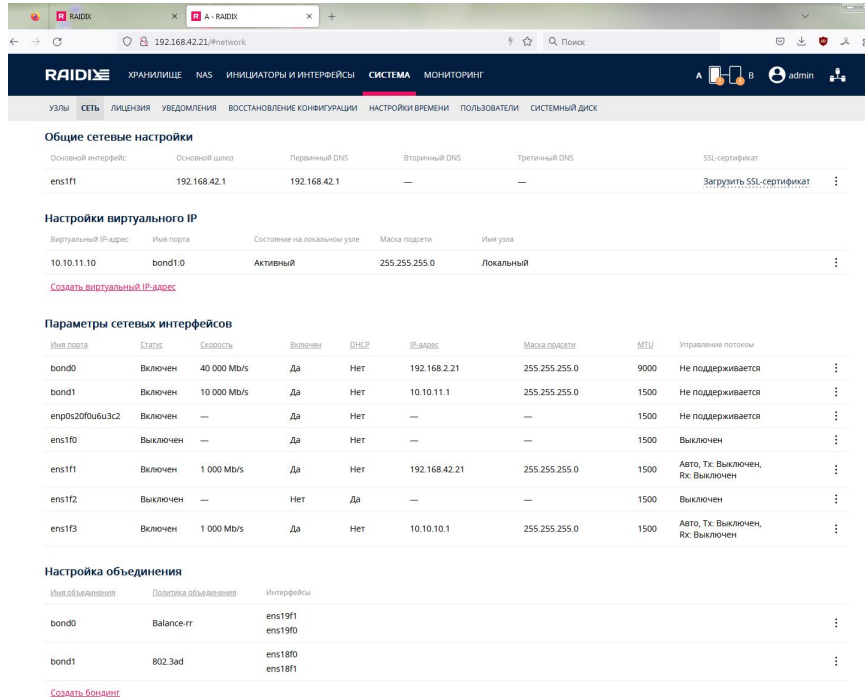 RAIDIX
A - RAIDIX
192.168.42.21/#network
Поиск
RAIDIX ХРАНИЛИЩЕ NAS ИНИЦИАТОРЫ И ИНТЕРФЕЙСЫ СИСТЕМА МОНИТОРИНГ A B admin
УЗЛЫ СЕТЬ ЛИЦЕНЗИЯ УВЕДОМЛЕНИЯ ВОССТАНОВЛЕНИЕ КОНФИГУРАЦИИ НАСТРОЙКИ ВРЕМЕНИ ПОЛЬЗОВАТЕЛИ СИСТЕМНЫЙ ДИСК
Общие сетевые настройки
Основной интерфейс Основной шлюз Первичный DNS Вторичный DNS Третичный DNS SSL-сертификат
ens1f1 192.168.42.1 192.168.42.1 — — Загрузить SSL-сертификат
Настройки виртуального IP
Виртуальный IP-адрес Имя порта Состояние на локальном узле Маска подсети Имя узла
10.10.11.10 bond1:0 Активный 255.255.255.0 Локальный
Создать виртуальный IP-адрес
Параметры сетевых интерфейсов
Имя порта Статус Скорость Включен DHCP IP-адрес Маска подсети MTU Управление потоком
bond0 Включен 40 000 Mb/s Да Нет 192.168.2.21 255.255.255.0 9000 Не поддерживается
bond1 Включен 10 000 Mb/s Да Нет 10.10.11.1 255.255.255.0 1500 Не поддерживается
enp0s20f0u6u3c2 Включен — Да Нет — — 1500 Не поддерживается
ens1f0 Выключен — Да Нет — — 1500 Выключен
ens1f1 Включен 1 000 Mb/s Да Нет 192.168.42.21 255.255.255.0 1500 Авто, Tx: Выключен,
Rx: Выключен
ens1f2 Выключен — Нет Да — — 1500 Выключен
ens1f3 Включен 1 000 Mb/s Да Нет 10.10.10.1 255.255.255.0 1500 Авто, Tx: Выключен,
Rx: Выключен
Настройка объединения
Имя объединения Политика объединения Интерфейсы
bond0 Balance-rr ens19f1
ens19f0
bond1 802.3ad ens18f0
ens18f1
Создать бондинг